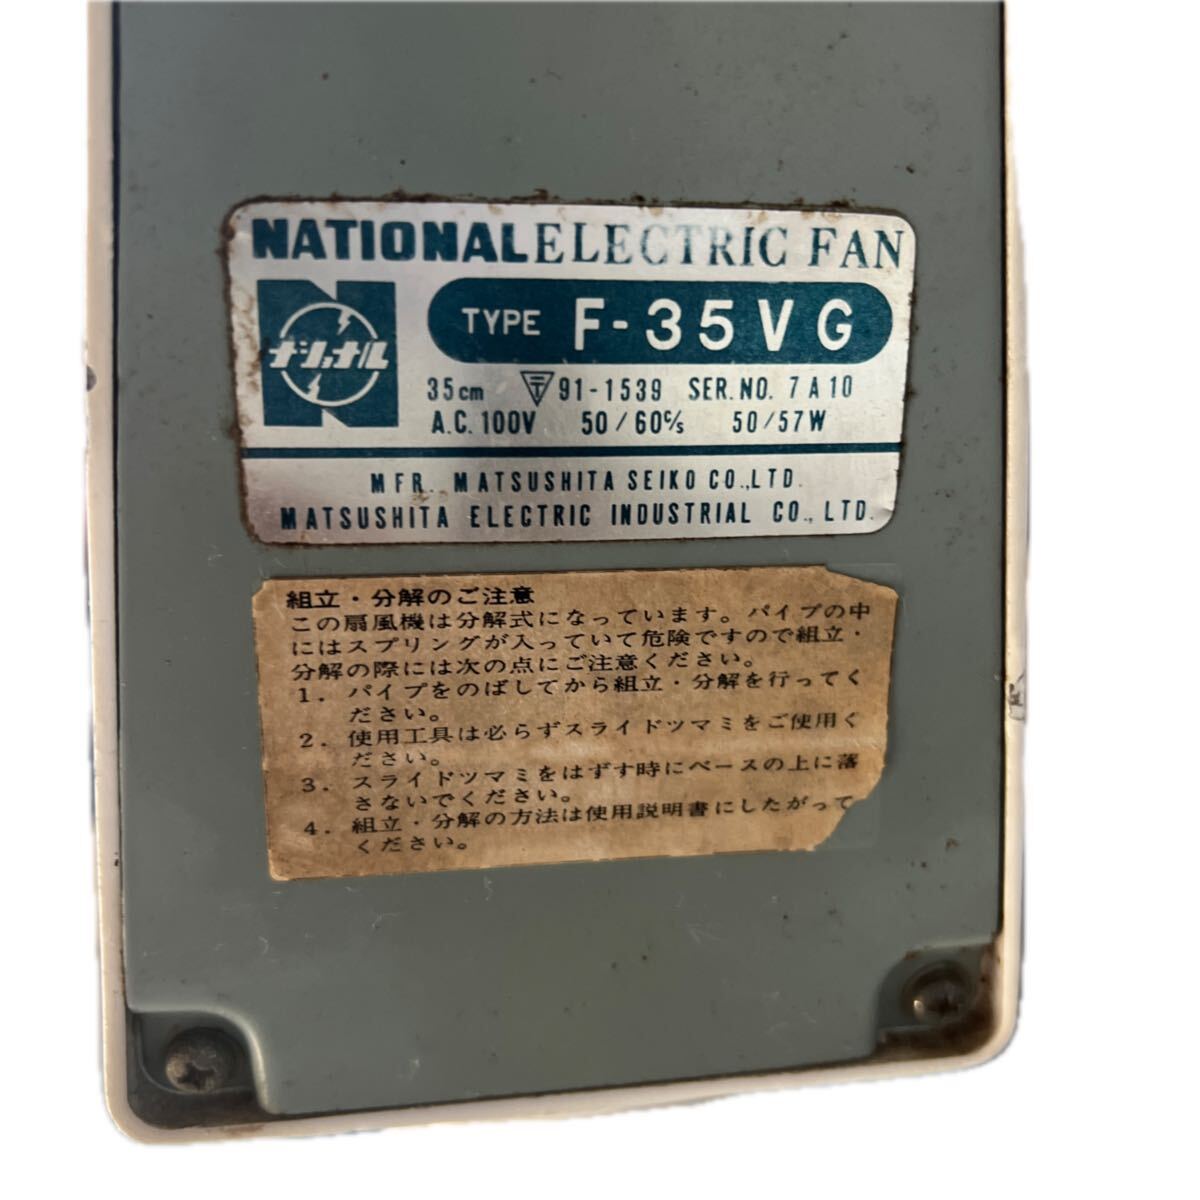 NATIONAL ELECTRIC FAN
ナショナル
TYPE F-35VG
35cm 〒 91-1539 SER. NO. 7A10
A.C. 100V 50/60c/s 50/57W
MFR. MATSUSHITA SEIKO CO.,LTD.
MATSUSHITA ELECTRIC INDUSTRIAL CO., LTD.
組立・分解のご注意
この扇風機は分解式になっています。パイプの中
にはスプリングが入っていて危険ですので組立・
分解の際には次の点にご注意ください。
1. パイプをのばしてから組立・分解を行ってく
ださい。
2. 使用工具は必らずスライドツマミをご使用く
ださい。
3. スライドツマミをはずす時にベースの上に落
さないでください。
4. 組立・分解の方法は使用説明書にしたがって
ください。